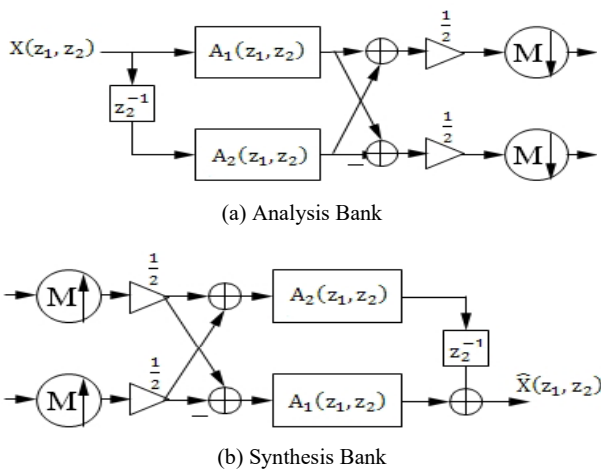 1/2
X(z₁, z₂)
A₁(z₁, z₂)
M
z₂⁻¹
1/2
A₂(z₁, z₂)
−
M
(a) Analysis Bank
1/2
M
A₂(z₁, z₂)
1/2
z₂⁻¹
M
−
A₁(z₁, z₂)
X̂(z₁, z₂)
(b) Synthesis Bank